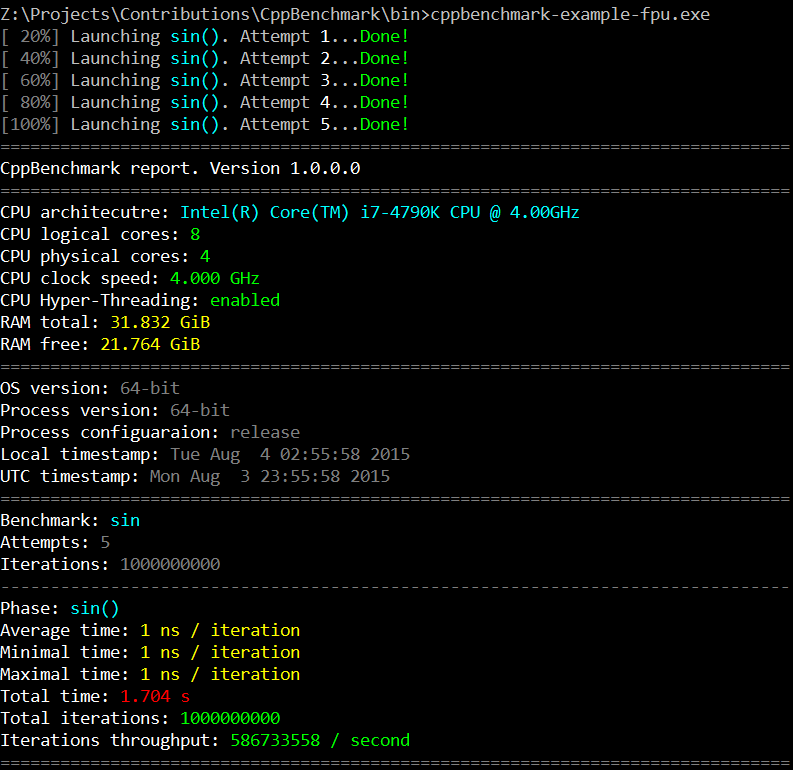 Z:\Projects\Contributions\CppBenchmark\bin>cppbenchmark-example-fpu.exe
[ 20%] Launching sin(). Attempt 1...Done!
[ 40%] Launching sin(). Attempt 2...Done!
[ 60%] Launching sin(). Attempt 3...Done!
[ 80%] Launching sin(). Attempt 4...Done!
[100%] Launching sin(). Attempt 5...Done!
===============================================================================
CppBenchmark report. Version 1.0.0.0
===============================================================================
CPU architecutre: Intel(R) Core(TM) i7-4790K CPU @ 4.00GHz
CPU logical cores: 8
CPU physical cores: 4
CPU clock speed: 4.000 GHz
CPU Hyper-Threading: enabled
RAM total: 31.832 GiB
RAM free: 21.764 GiB
===============================================================================
OS version: 64-bit
Process version: 64-bit
Process configuaraion: release
Local timestamp: Tue Aug  4 02:55:58 2015
UTC timestamp: Mon Aug  3 23:55:58 2015
===============================================================================
Benchmark: sin
Attempts: 5
Iterations: 1000000000
-------------------------------------------------------------------------------
Phase: sin()
Average time: 1 ns / iteration
Minimal time: 1 ns / iteration
Maximal time: 1 ns / iteration
Total time: 1.704 s
Total iterations: 1000000000
Iterations throughput: 586733558 / second
===============================================================================